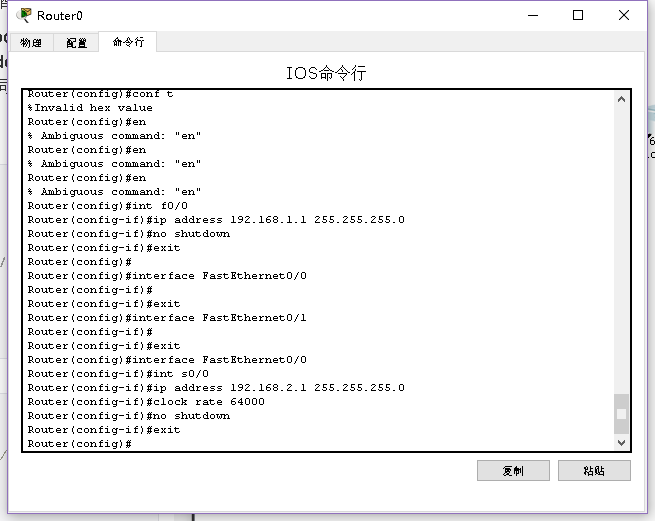 Router0
物理 配置 命令行
IOS命令行
Router(config)#conf t
%Invalid hex value
Router(config)#en
% Ambiguous command: "en"
Router(config)#en
% Ambiguous command: "en"
Router(config)#en
% Ambiguous command: "en"
Router(config)#int f0/0
Router(config-if)#ip address 192.168.1.1 255.255.255.0
Router(config-if)#no shutdown
Router(config-if)#exit
Router(config)#
Router(config)#interface FastEthernet0/0
Router(config-if)#
Router(config-if)#exit
Router(config)#interface FastEthernet0/1
Router(config-if)#
Router(config-if)#exit
Router(config)#interface FastEthernet0/0
Router(config-if)#int s0/0
Router(config-if)#ip address 192.168.2.1 255.255.255.0
Router(config-if)#clock rate 64000
Router(config-if)#no shutdown
Router(config-if)#exit
Router(config)#
复制 粘贴